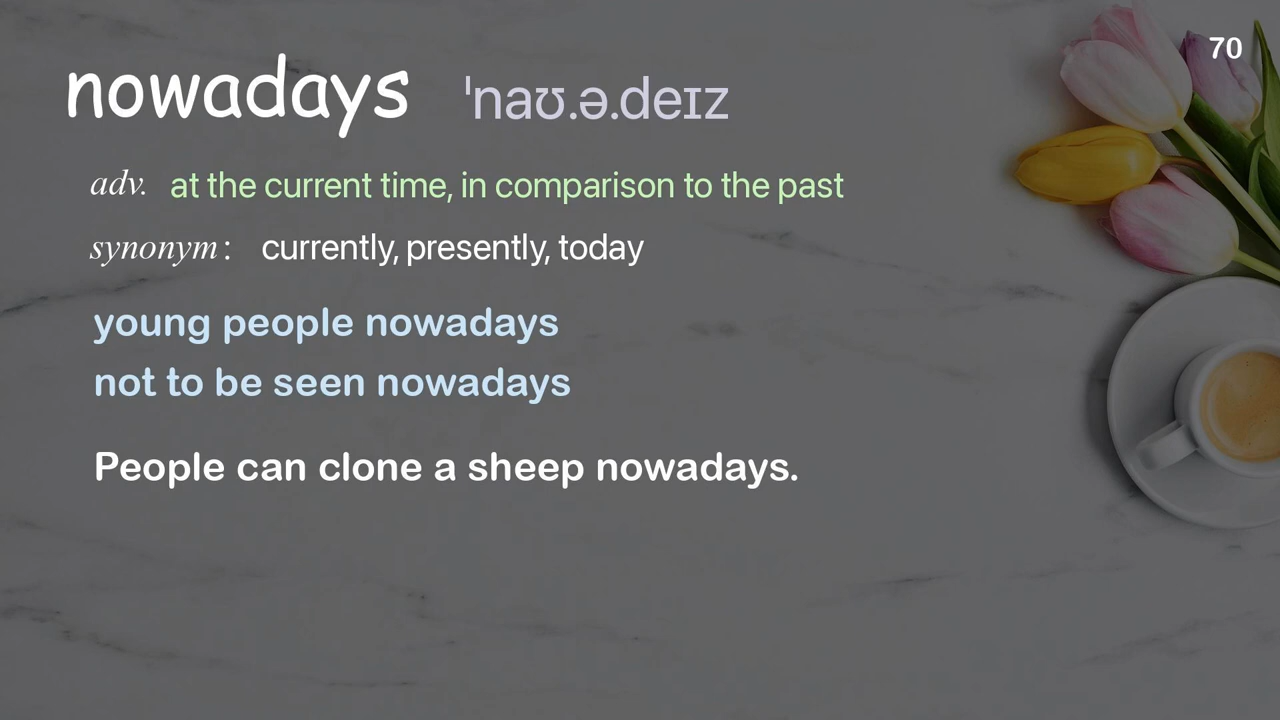 70
nowadays ˈnaʊ.ə.deɪz
adv. at the current time, in comparison to the past
synonym: currently, presently, today
young people nowadays
not to be seen nowadays
People can clone a sheep nowadays.